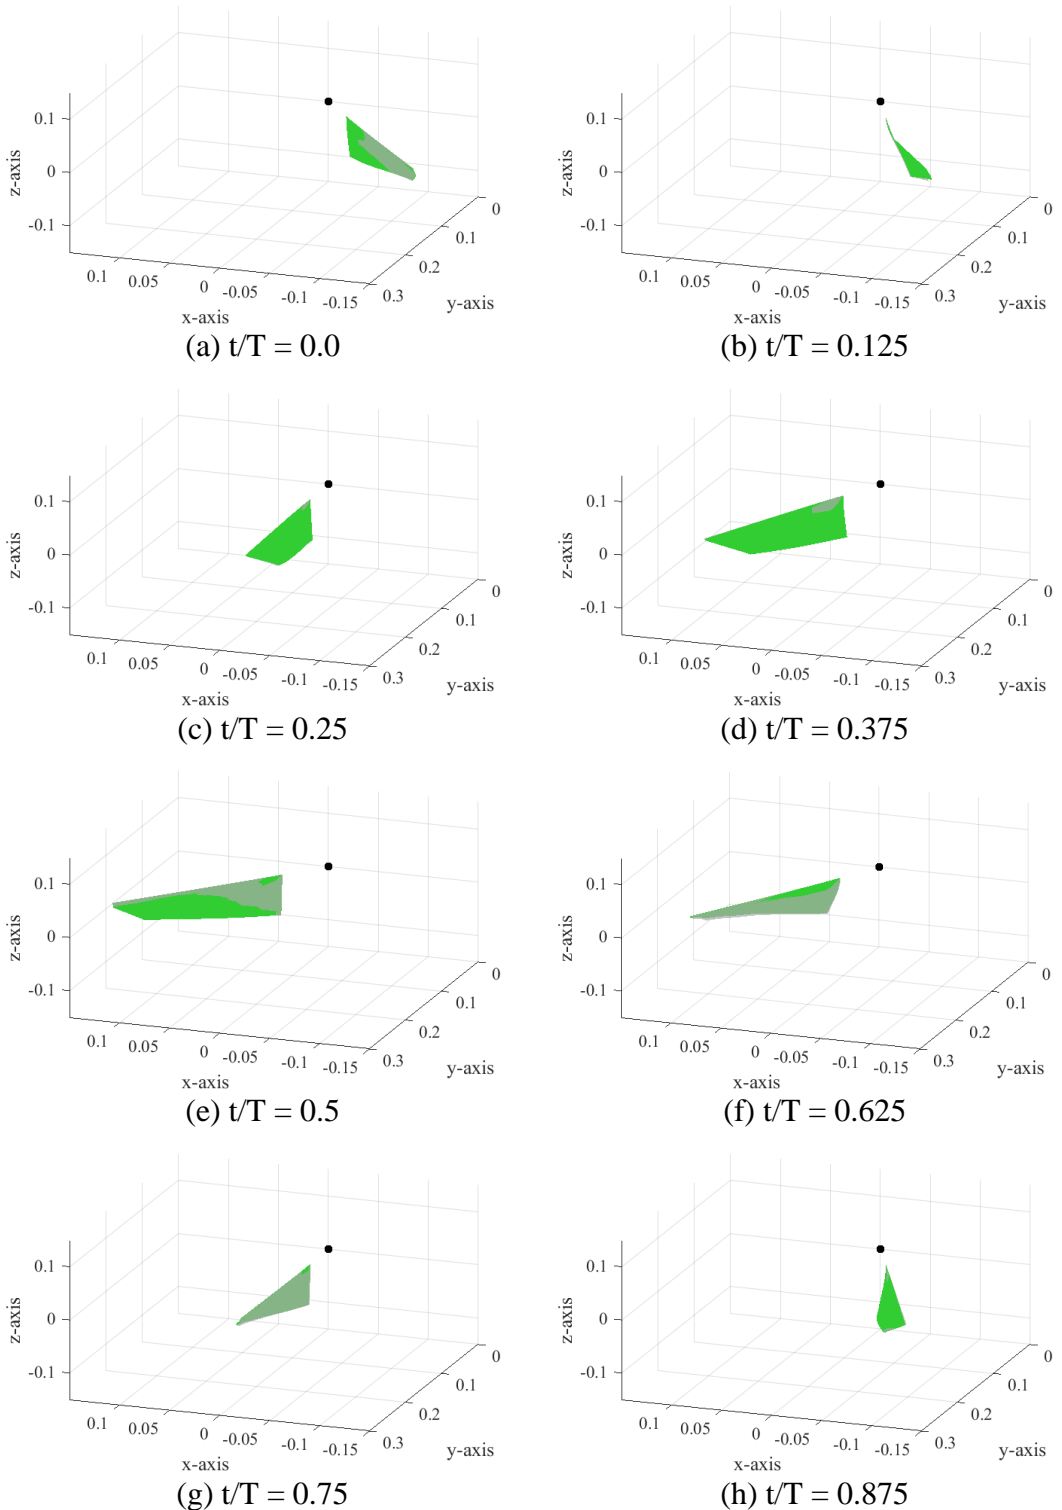 0.1
0
-0.1
z-axis
0.1 0.05 0 -0.05 -0.1 -0.15
x-axis
0.3 0.2 0.1 0
y-axis
(a) t/T = 0.0
0.1
0
-0.1
z-axis
0.1 0.05 0 -0.05 -0.1 -0.15
x-axis
0.3 0.2 0.1 0
y-axis
(b) t/T = 0.125
0.1
0
-0.1
z-axis
0.1 0.05 0 -0.05 -0.1 -0.15
x-axis
0.3 0.2 0.1 0
y-axis
(c) t/T = 0.25
0.1
0
-0.1
z-axis
0.1 0.05 0 -0.05 -0.1 -0.15
x-axis
0.3 0.2 0.1 0
y-axis
(d) t/T = 0.375
0.1
0
-0.1
z-axis
0.1 0.05 0 -0.05 -0.1 -0.15
x-axis
0.3 0.2 0.1 0
y-axis
(e) t/T = 0.5
0.1
0
-0.1
z-axis
0.1 0.05 0 -0.05 -0.1 -0.15
x-axis
0.3 0.2 0.1 0
y-axis
(f) t/T = 0.625
0.1
0
-0.1
z-axis
0.1 0.05 0 -0.05 -0.1 -0.15
x-axis
0.3 0.2 0.1 0
y-axis
(g) t/T = 0.75
0.1
0
-0.1
z-axis
0.1 0.05 0 -0.05 -0.1 -0.15
x-axis
0.3 0.2 0.1 0
y-axis
(h) t/T = 0.875